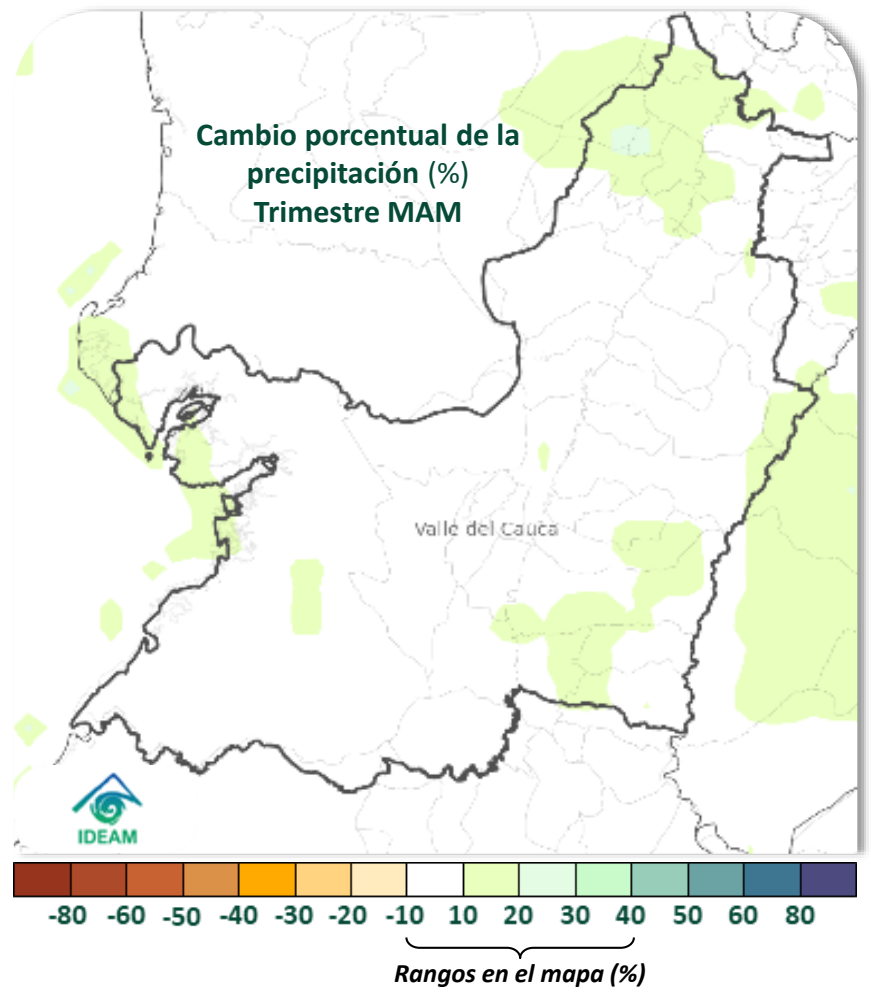 Cambio porcentual de la
precipitación (%)
Trimestre MAM
Valle del Cauca
IDEAM
-80 -60 -50 -40 -30 -20 -10 10 20 30 40 50 60 80
Rangos en el mapa (%)